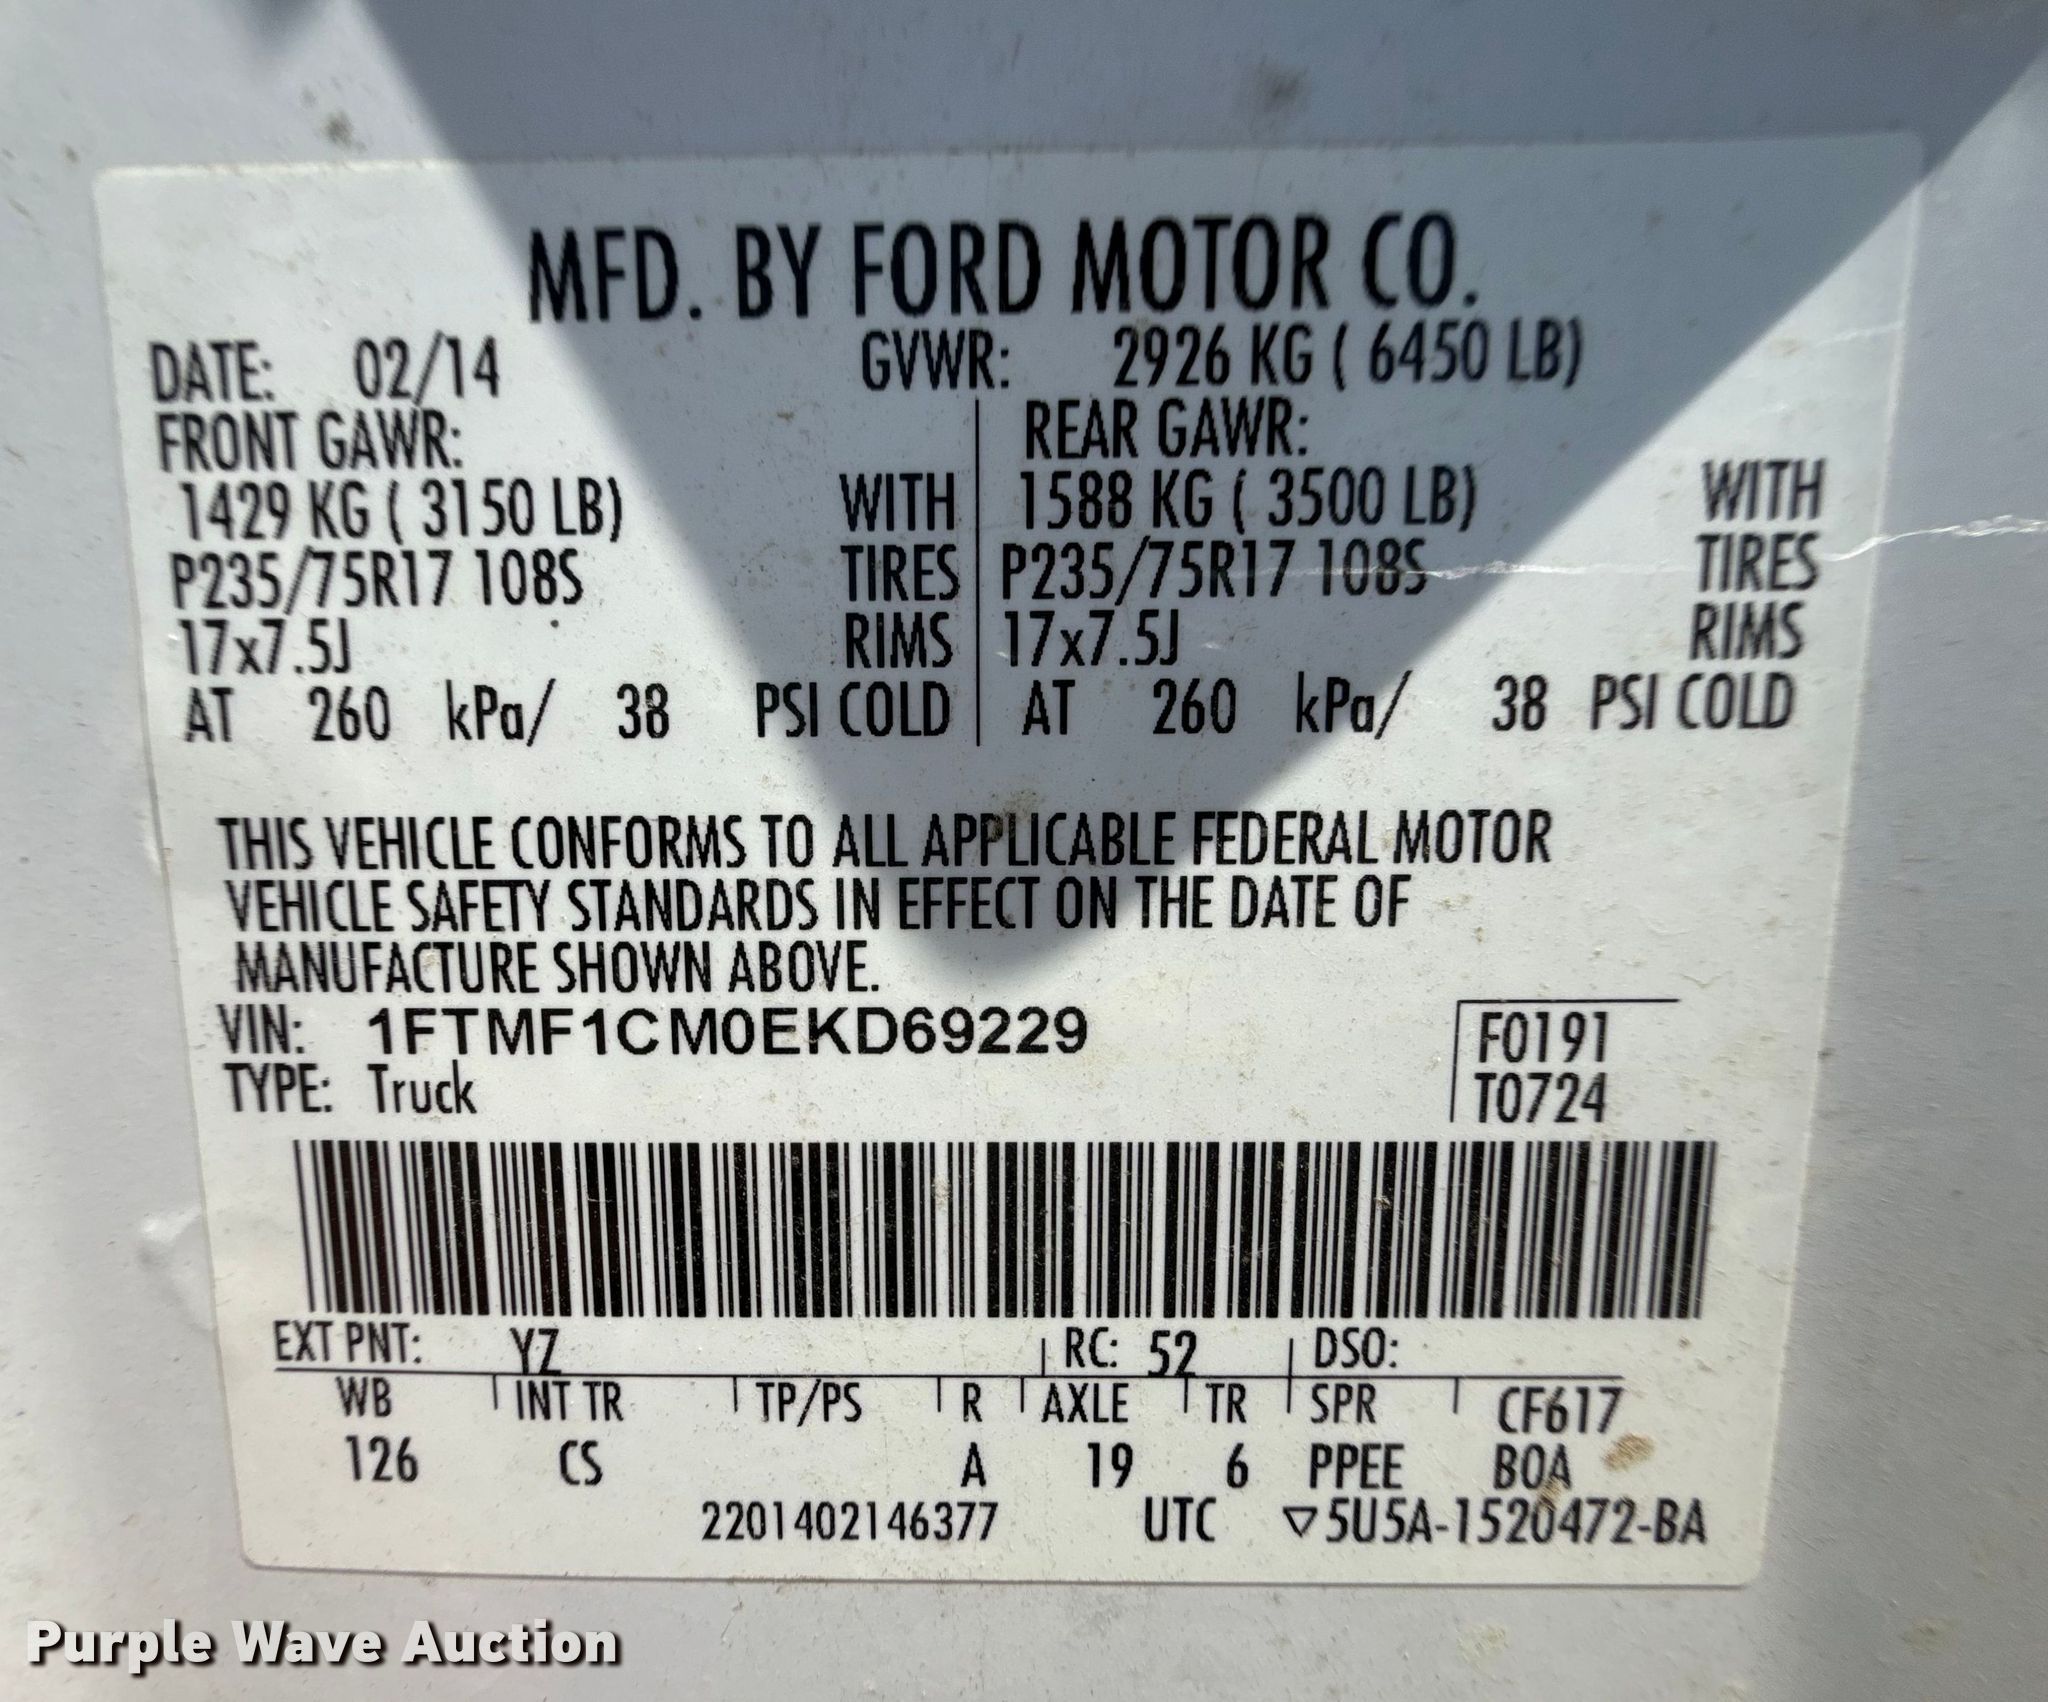 MFD. BY FORD MOTOR CO.
DATE: 02/14 GVWR: 2926 KG ( 6450 LB)
FRONT GAWR: REAR GAWR:
1429 KG ( 3150 LB) WITH 1588 KG ( 3500 LB) WITH
P235/75R17 108S TIRES P235/75R17 108S TIRES
17x7.5J RIMS 17x7.5J RIMS
AT 260 kPa/ 38 PSI COLD AT 260 kPa/ 38 PSI COLD
THIS VEHICLE CONFORMS TO ALL APPLICABLE FEDERAL MOTOR
VEHICLE SAFETY STANDARDS IN EFFECT ON THE DATE OF
MANUFACTURE SHOWN ABOVE.
VIN: 1FTMF1CM0EKD69229 F0191
TYPE: Truck T0724
EXT PNT: YZ RC: 52 DSO:
WB INT TR TP/PS R AXLE TR SPR CF617
126 CS A 19 6 PPEE BOA
2201402146377 UTC ▽5U5A-1520472-BA
Purple Wave Auction